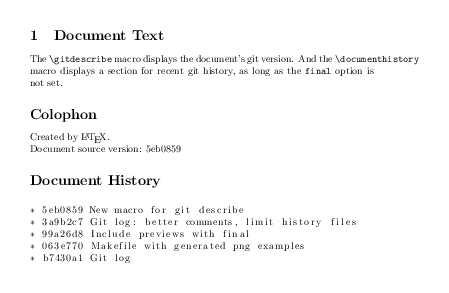 1 Document Text
The \gitdescribe macro displays the document's git version. And the \documenthistory
macro displays a section for recent git history, as long as the final option is
not set.
Colophon
Created by LATEX.
Document source version: 5eb0859
Document History
* 5eb0859 New macro for git describe
* 3a9b2c7 Git log: better comments, limit history files
* 99a26d8 Include previews with final
* 063e770 Makefile with generated png examples
* b7430a1 Git log